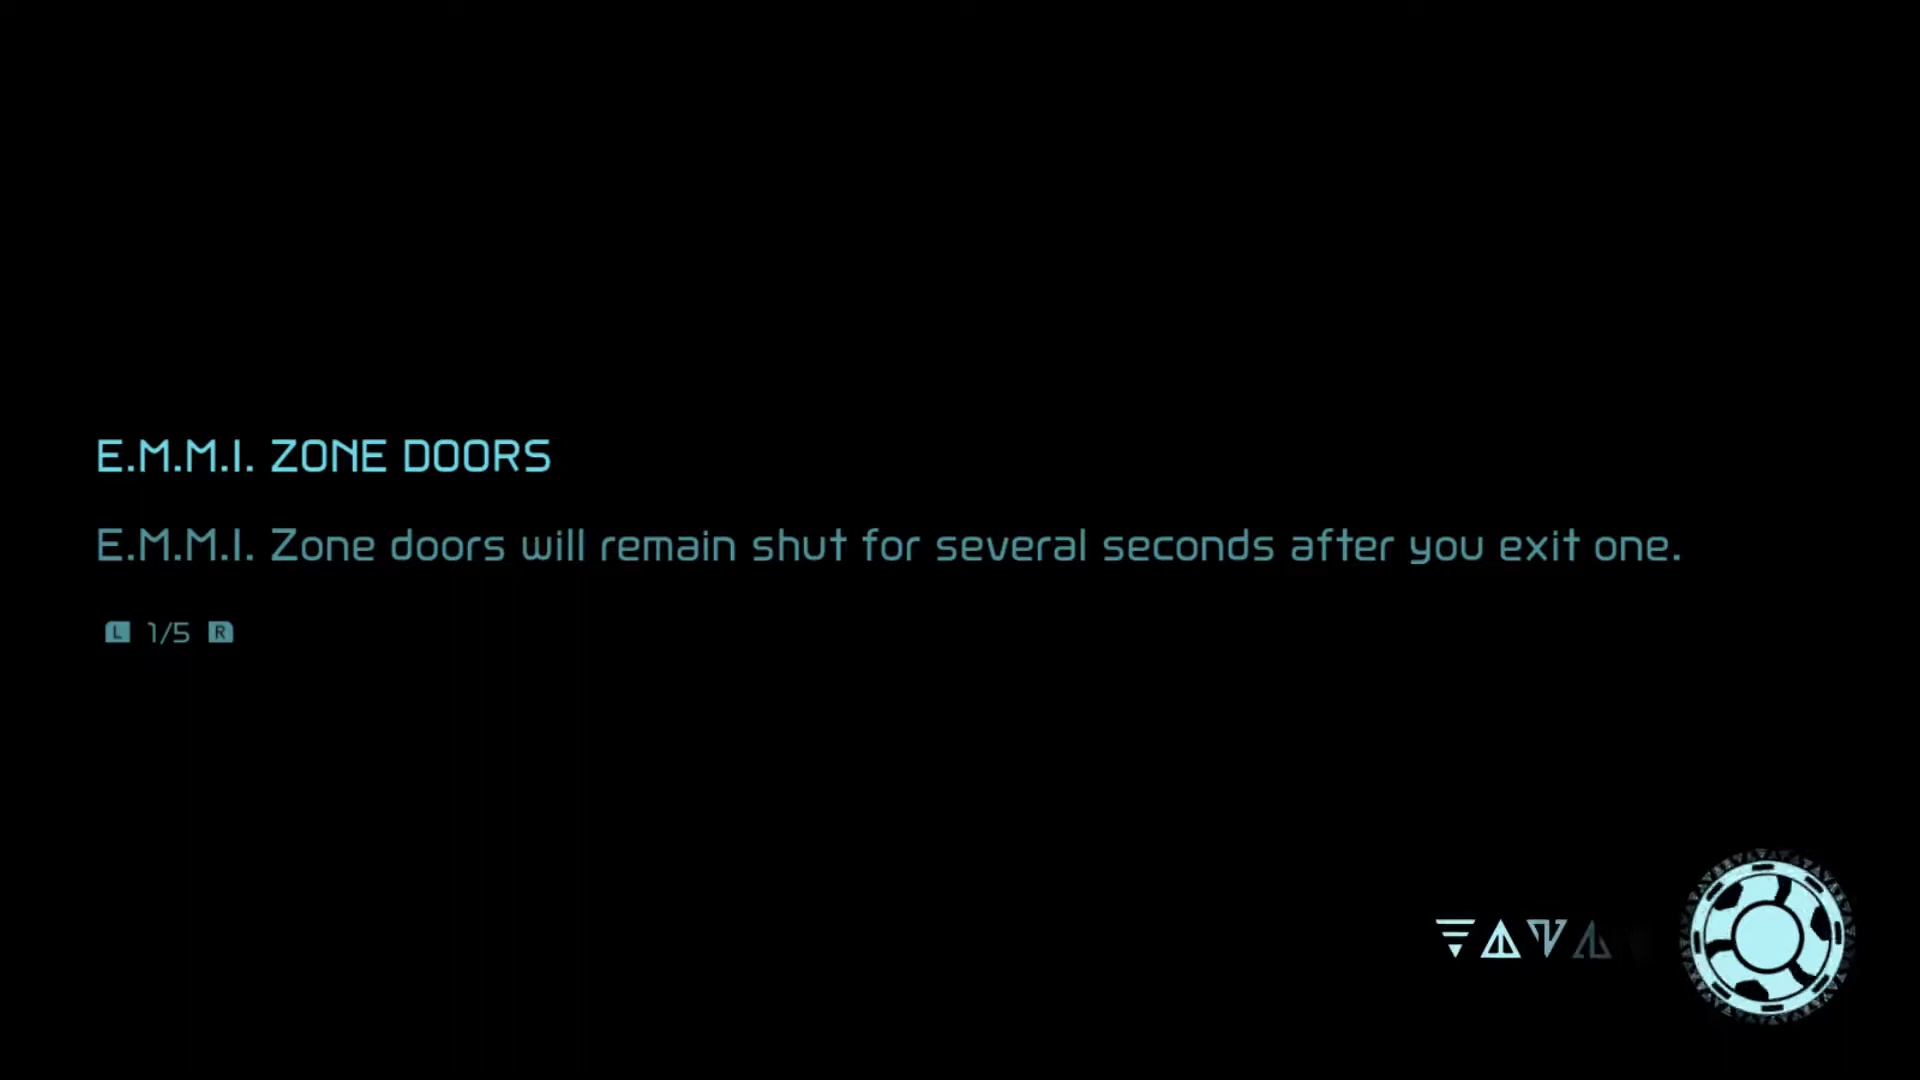 E.M.M.I. ZONE DOORS
E.M.M.I. Zone doors will remain shut for several seconds after you exit one.
L 1/5 R